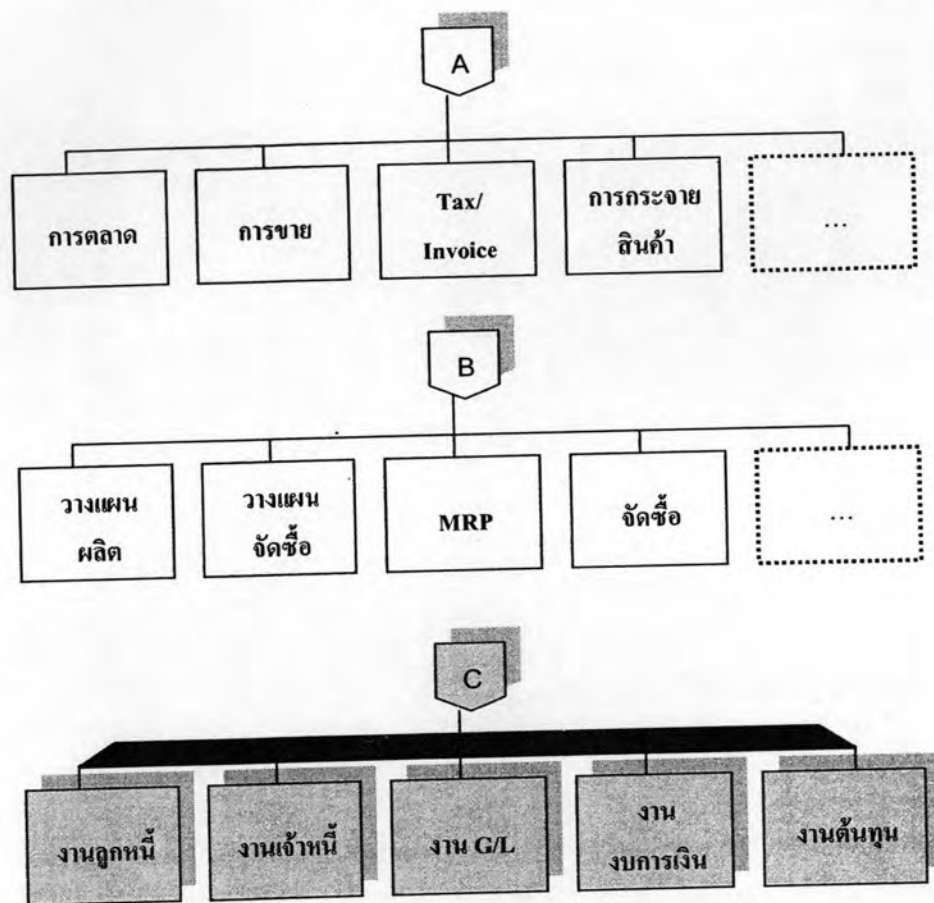 A
การตลาด
การขาย
Tax/
Invoice
การกระจาย
สินค้า
...
B
วางแผน
ผลิต
วางแผน
จัดซื้อ
MRP
จัดซื้อ
...
C
งานลูกหนี้
งานเจ้าหนี้
งาน G/L
งาน
งบการเงิน
งานต้นทุน